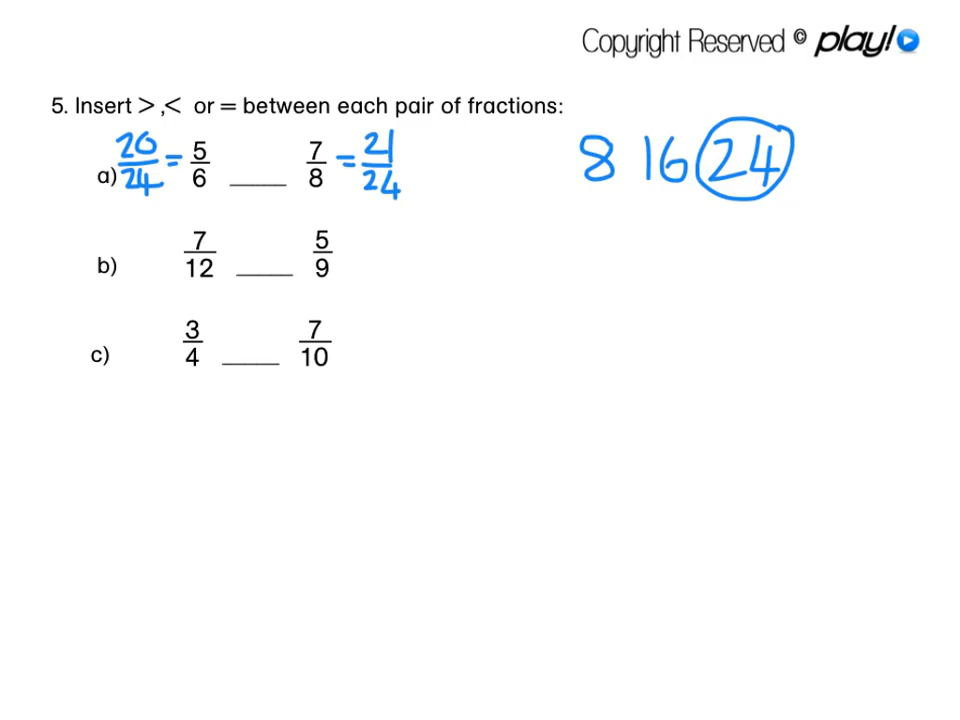 Copyright Reserved © play!
5. Insert > ,< or = between each pair of fractions:
8 16 24
a) 20/24 = 5/6 ____ 7/8 = 21/24
b) 7/12 ____ 5/9
c) 3/4 ____ 7/10